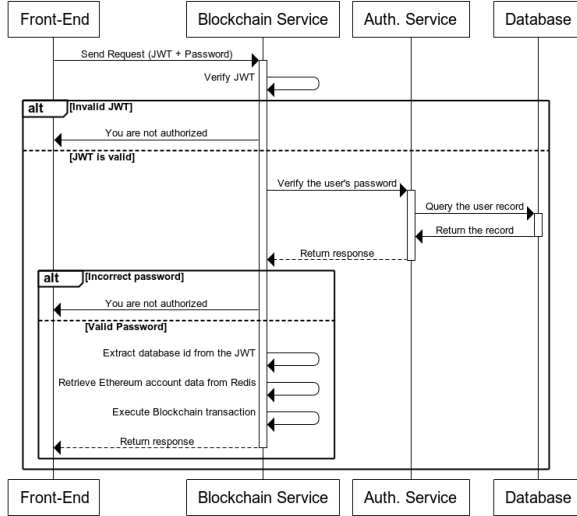 Front-End
Blockchain Service
Auth. Service
Database
Send Request (JWT + Password)
Verify JWT
alt
[Invalid JWT]
You are not authorized
[JWT is valid]
Verify the user's password
Query the user record
Return the record
Return response
alt
[Incorrect password]
You are not authorized
[Valid Password]
Extract database id from the JWT
Retrieve Ethereum account data from Redis
Execute Blockchain transaction
Return response
Front-End
Blockchain Service
Auth. Service
Database